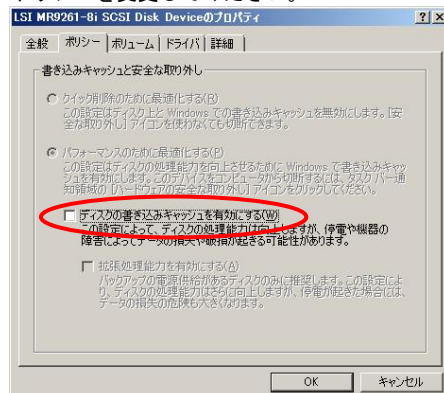 LSI MR9261-8i SCSI Disk Deviceのプロパティ
? ×
全般 ポリシー ボリューム ドライバ 詳細
書き込みキャッシュと安全な取り外し
クイック削除のために最適化する(R)
この設定はディスク上と Windows での書き込みキャッシュを無効にします。[安
全な取り外し] アイコンを使わなくても切断できます。
パフォーマンスのために最適化する(P)
この設定はディスクの処理能力を向上させるために Windows で書き込みキャッ
シュを有効にします。このデバイスをコンピュータから切断するには、タスク バー通
知領域の [ハードウェアの安全な取り外し] アイコンをクリックしてください。
ディスクの書き込みキャッシュを有効にする(W)
この設定によって、ディスクの処理能力は向上しますが、停電や機器の
障害によってデータの損失や破損が起きる可能性があります。
拡張処理能力を有効にする(A)
バックアップの電源供給があるディスクのみに推奨します。この設定によ
り、ディスクの処理能力はさらに向上しますが、停電が起きた場合には、
データの損失の危険も大きくなります。
OK キャンセル